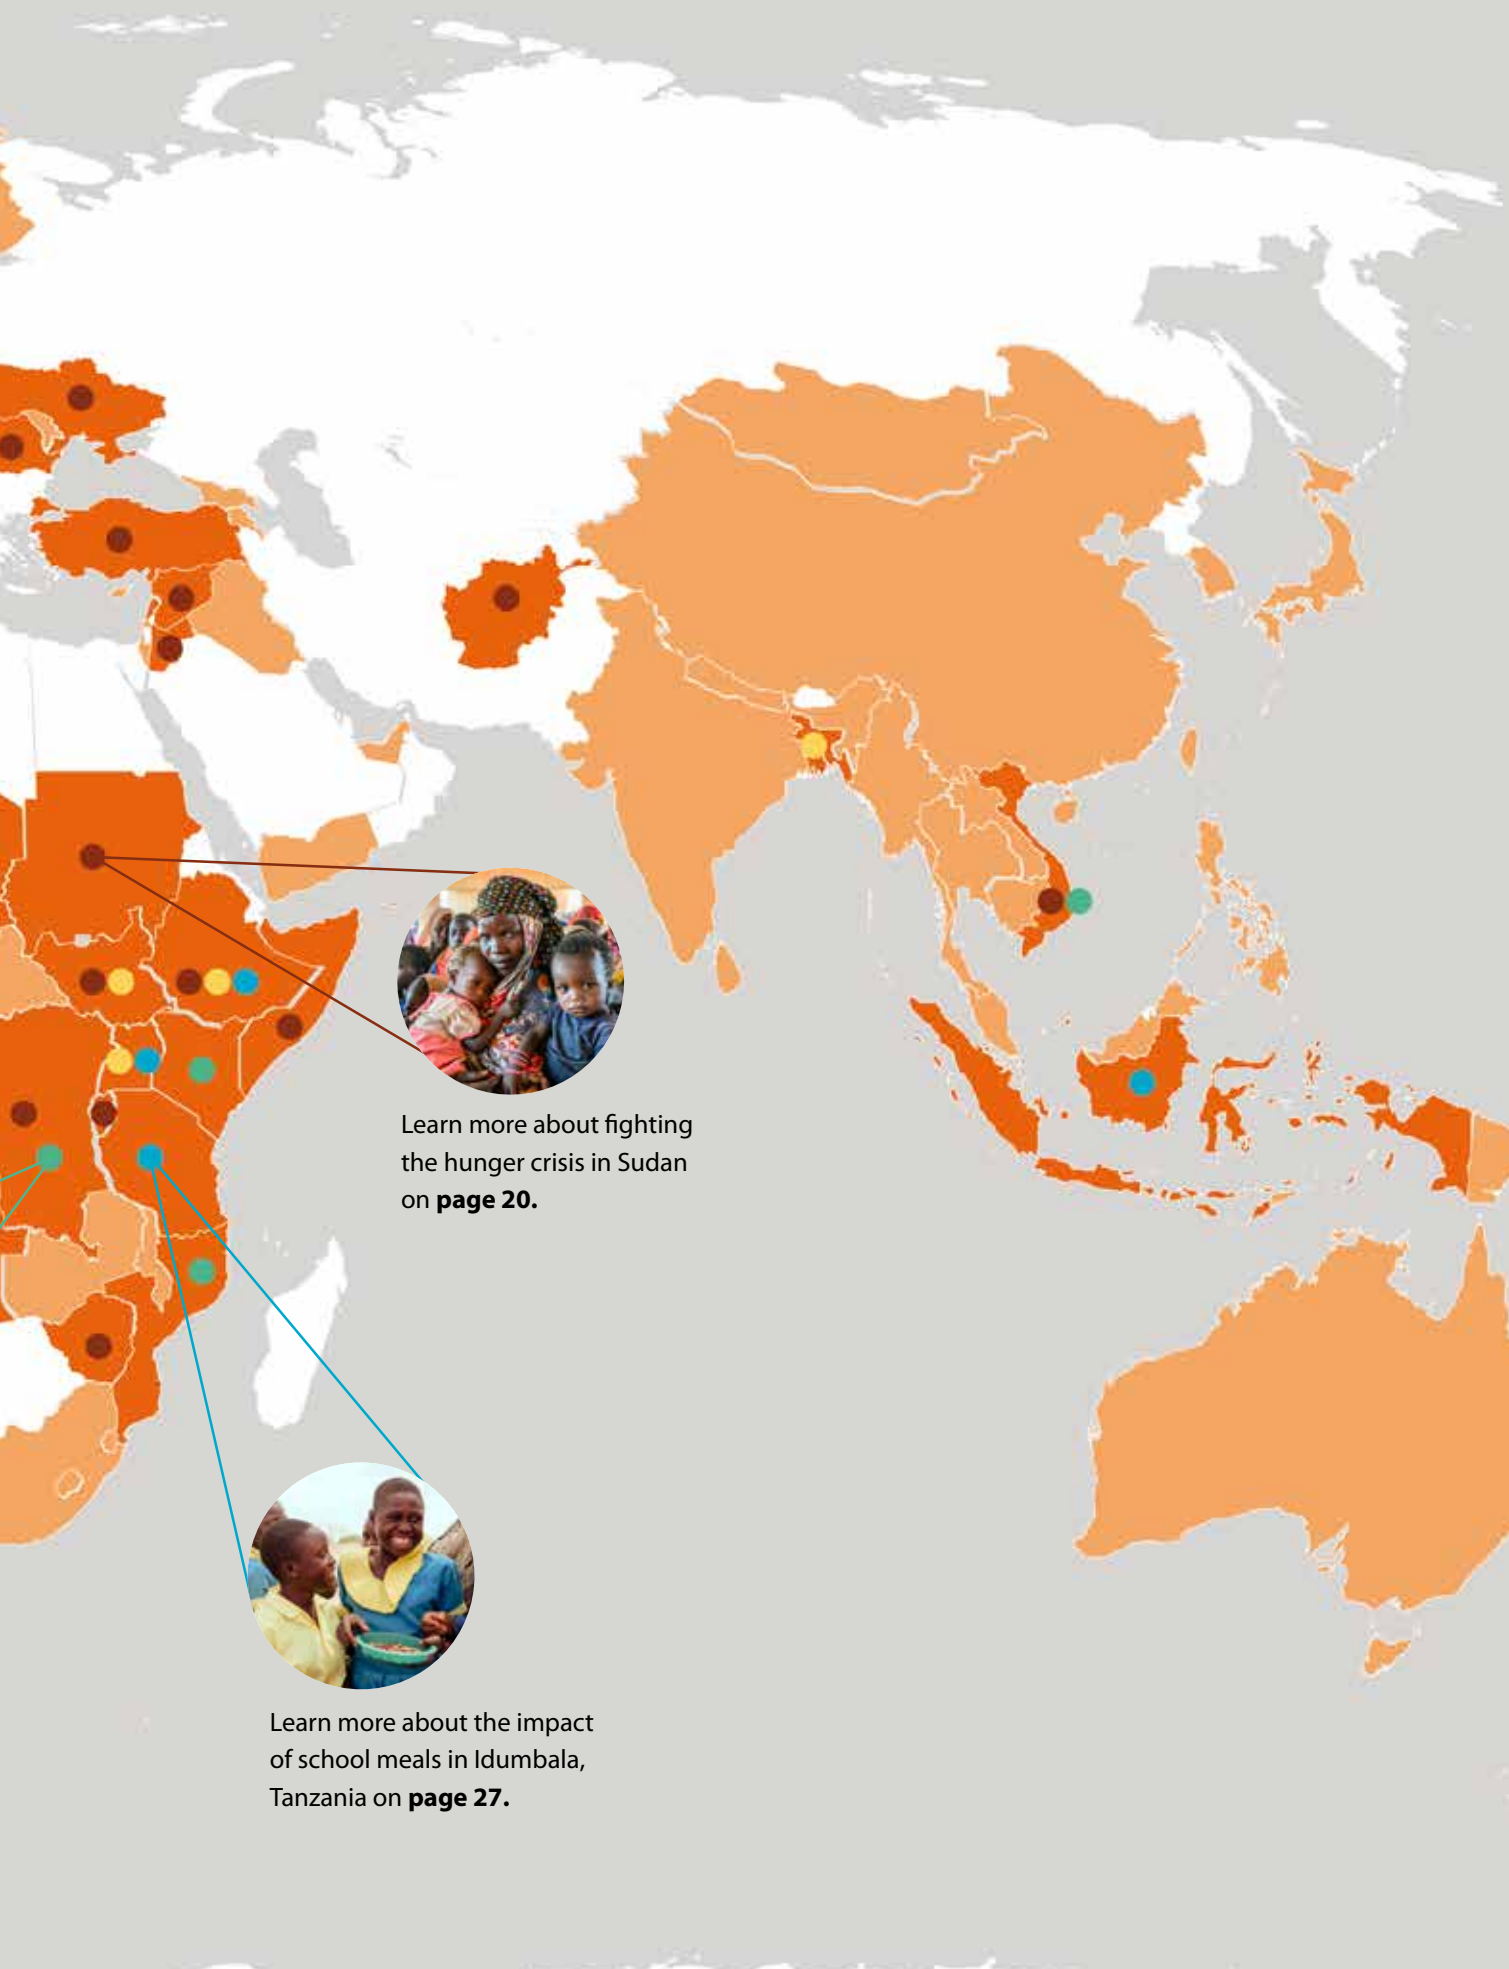 Learn more about fighting
the hunger crisis in Sudan
on page 20.
Learn more about the impact
of school meals in Idumbala,
Tanzania on page 27.